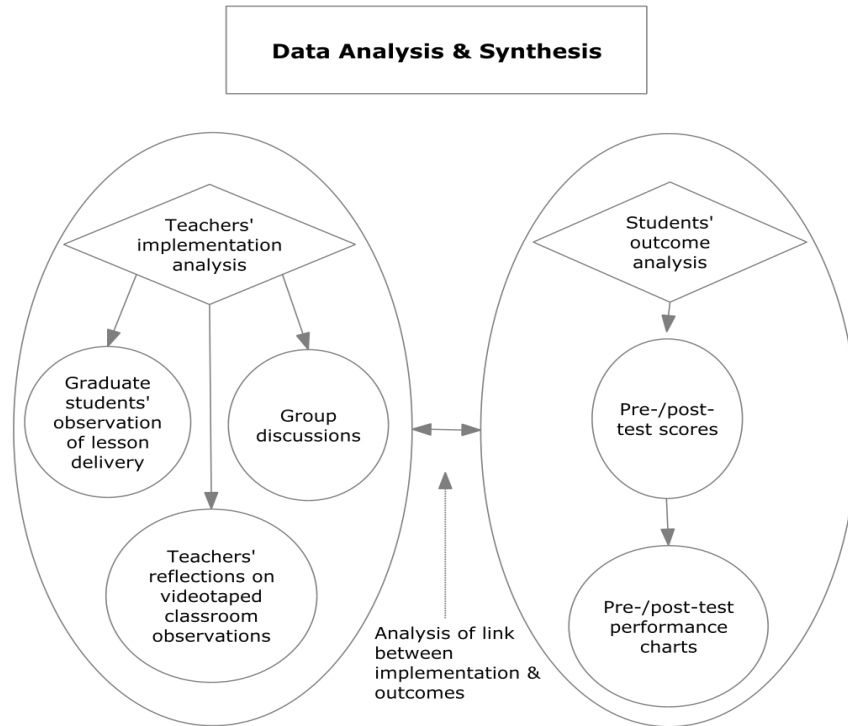 Data Analysis & Synthesis
Teachers'
implementation
analysis
Graduate
students'
observation
of lesson
delivery
Group
discussions
Teachers'
reflections on
videotaped
classroom
observations
Analysis of link
between
implementation &
outcomes
Students'
outcome
analysis
Pre-/post-
test scores
Pre-/post-test
performance
charts